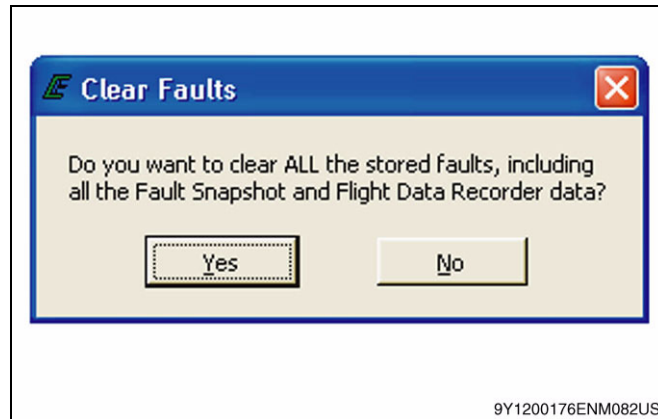 Clear Faults
Do you want to clear ALL the stored faults, including
all the Fault Snapshot and Flight Data Recorder data?
Yes
No
9Y1200176ENM082US